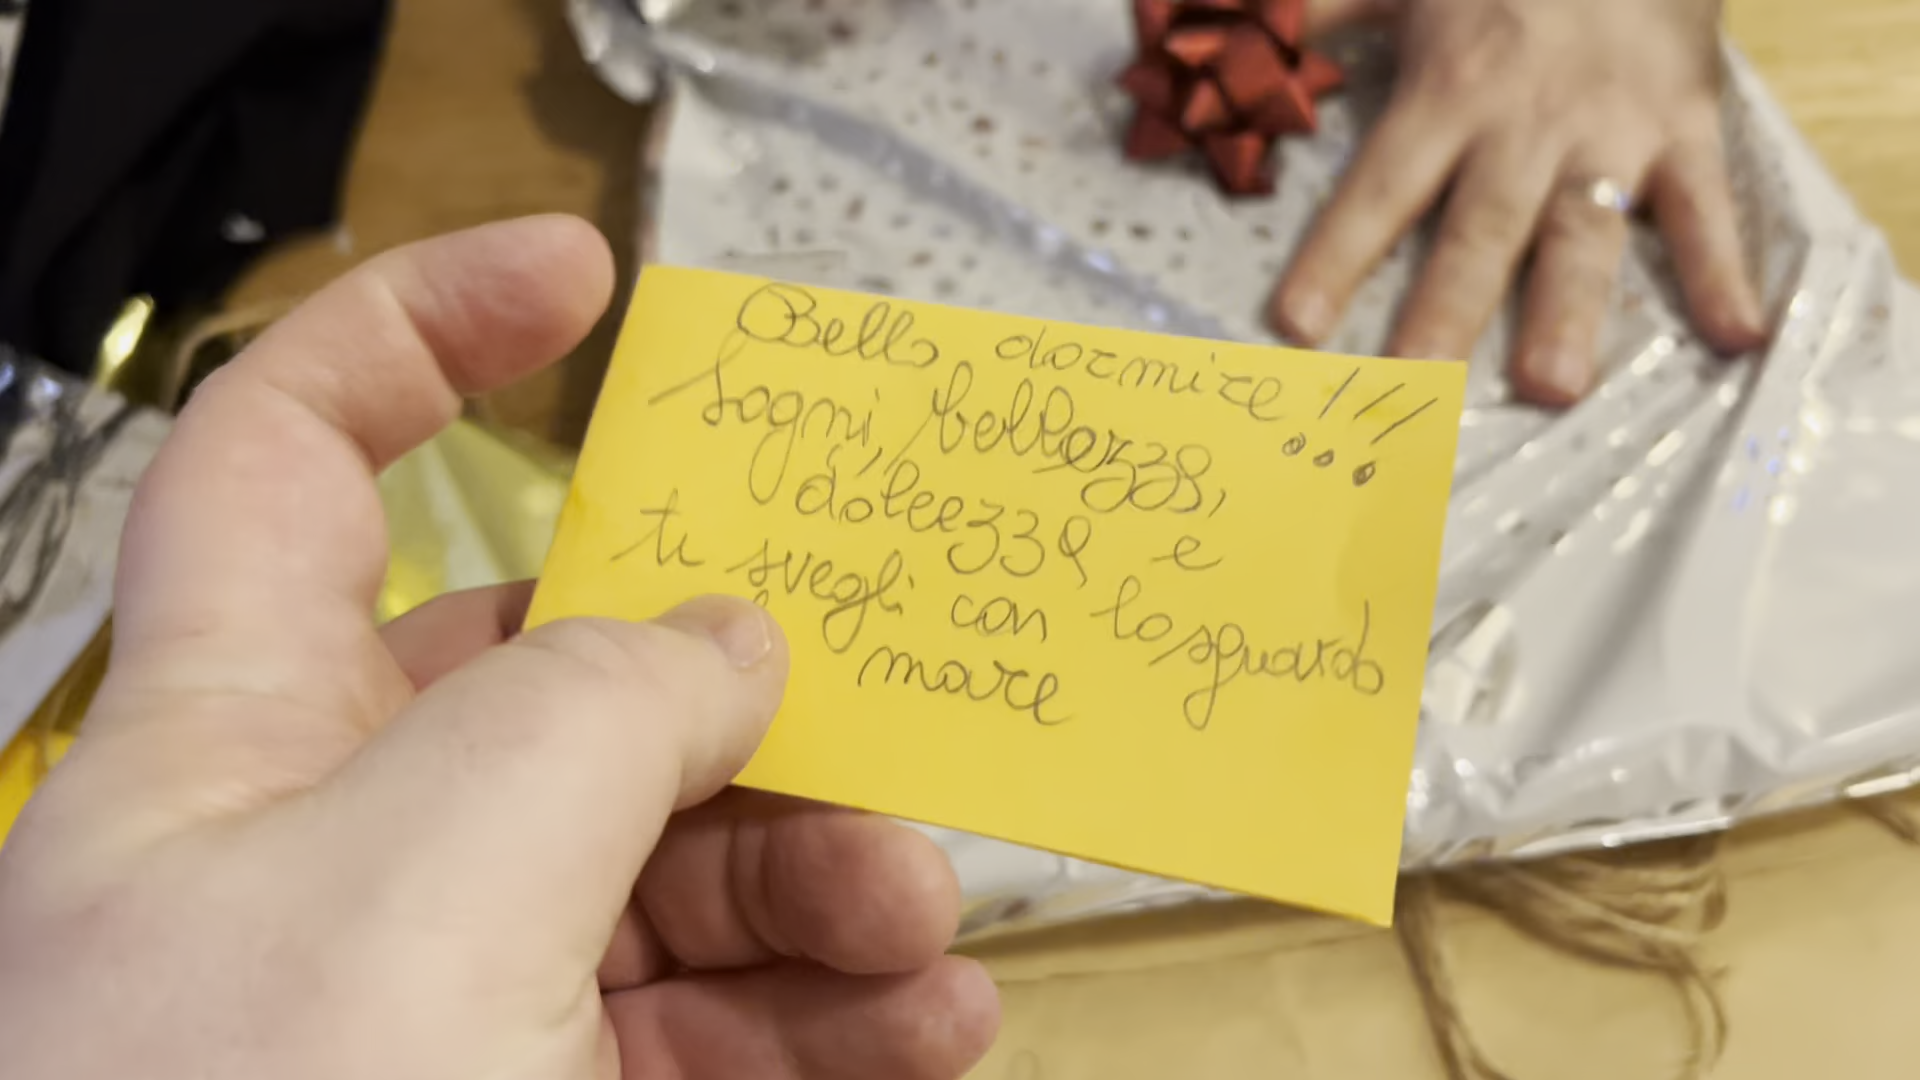 Bello dormire!!!
Sogni, bellezza,
dolcezza e
ti svegli con lo sguardo
mare